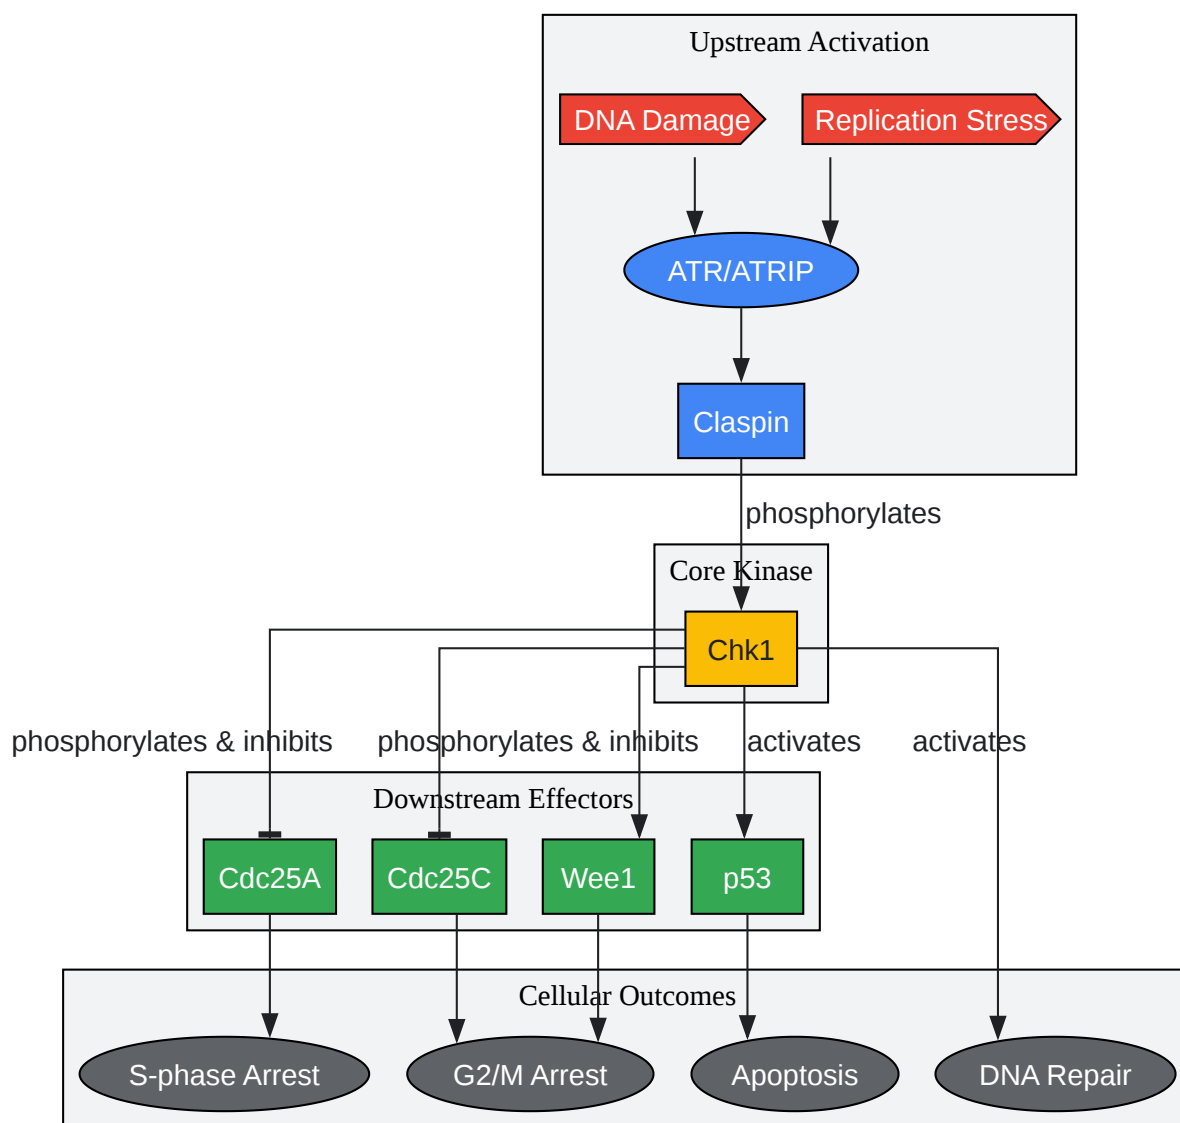 Upstream Activation
DNA Damage
Replication Stress
ATR/ATRIP
Claspin
phosphorylates
Core Kinase
Chk1
phosphorylates & inhibits
phosphorylates & inhibits
activates
activates
Downstream Effectors
Cdc25A
Cdc25C
Wee1
p53
Cellular Outcomes
S-phase Arrest
G2/M Arrest
Apoptosis
DNA Repair